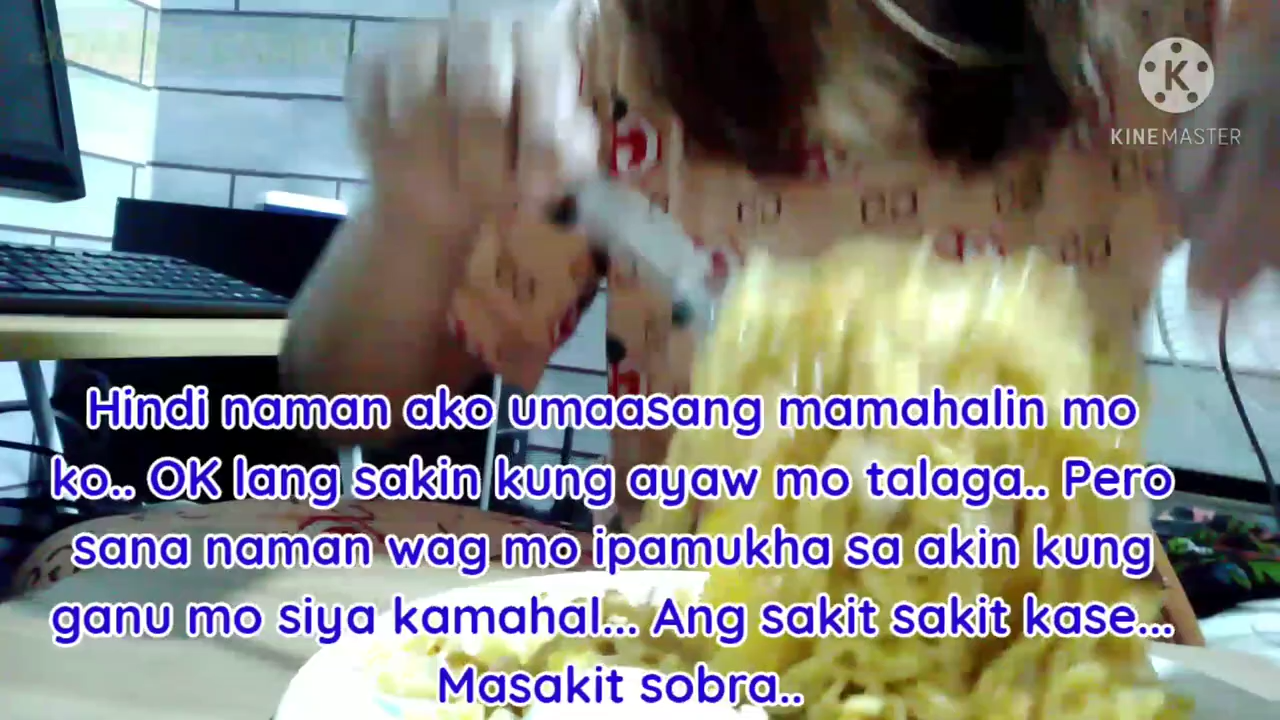 KINEMASTER
Hindi naman ako umaasang mamahalin mo
ko.. OK lang sakin kung ayaw mo talaga.. Pero
sana naman wag mo ipamukha sa akin kung
ganu mo siya kamahal... Ang sakit sakit kase...
Masakit sobra..